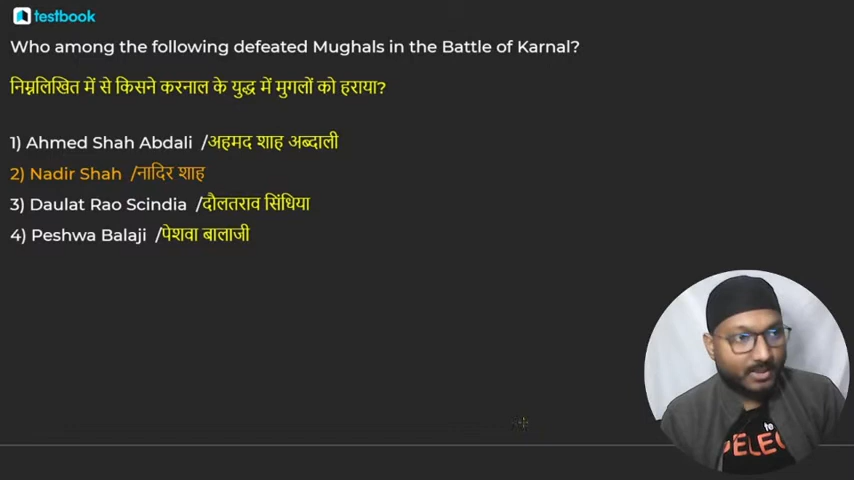 testbook
Who among the following defeated Mughals in the Battle of Karnal?
निम्नलिखित में से किसने करनाल के युद्ध में मुगलों को हराया?
1) Ahmed Shah Abdali /अहमद शाह अब्दाली
2) Nadir Shah /नादिर शाह
3) Daulat Rao Scindia /दौलतराव सिंधिया
4) Peshwa Balaji /पेशवा बालाजी